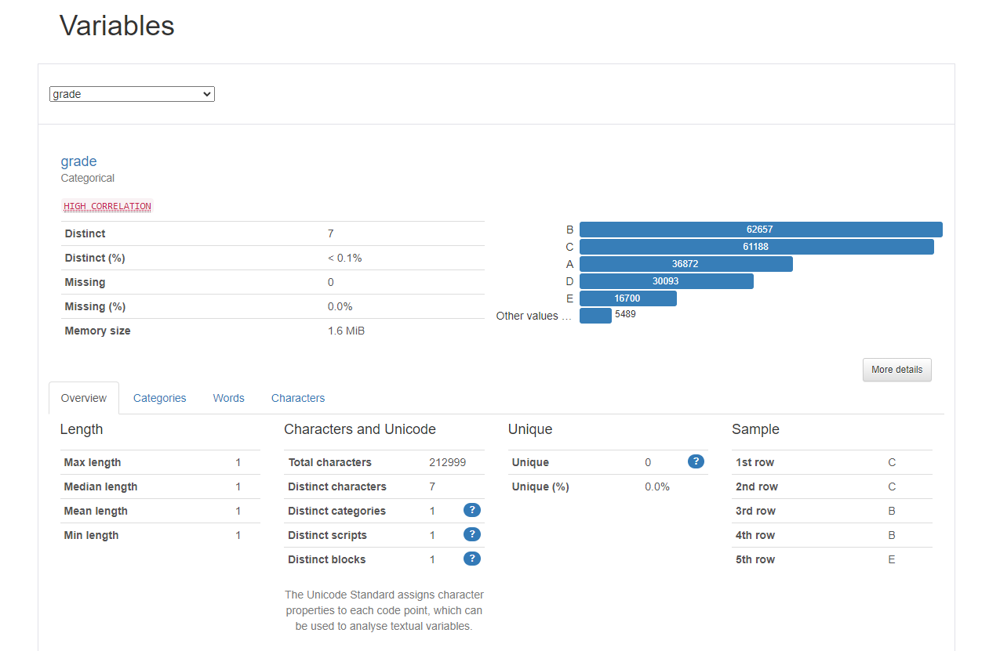 Variables
grade
grade
Categorical
HIGH CORRELATION
Distinct 7
Distinct (%) < 0.1%
Missing 0
Missing (%) 0.0%
Memory size 1.6 MiB
B 62657
C 61188
A 36872
D 30093
E 16700
Other values ... 5489
More details
Overview Categories Words Characters
Length
Max length 1
Median length 1
Mean length 1
Min length 1
Characters and Unicode
Total characters 212999
Distinct characters 7
Distinct categories 1 ?
Distinct scripts 1 ?
Distinct blocks 1 ?
The Unicode Standard assigns character
properties to each code point, which can
be used to analyse textual variables.
Unique
Unique 0 ?
Unique (%) 0.0%
Sample
1st row C
2nd row C
3rd row B
4th row B
5th row E